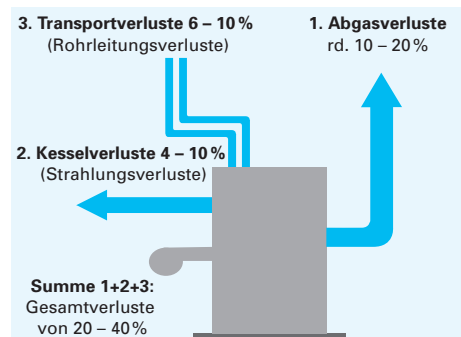 3. Transportverluste 6 – 10 %
(Rohrleitungsverluste)
1. Abgasverluste
rd. 10 – 20 %
2. Kesselverluste 4 – 10 %
(Strahlungsverluste)
Summe 1+2+3:
Gesamtverluste
von 20 – 40 %